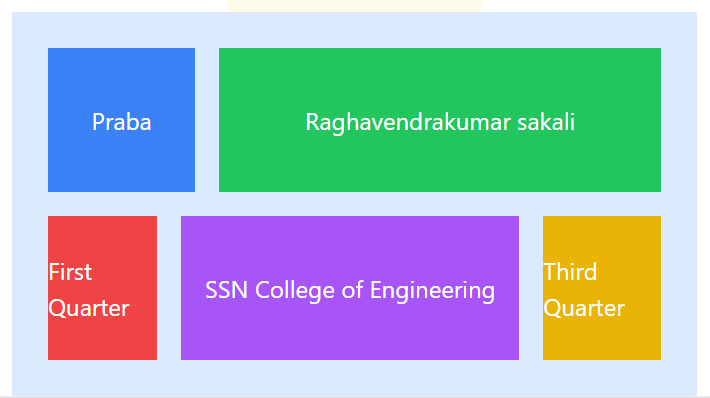 Praba
Raghavendrakumar sakali
First
Quarter
SSN College of Engineering
Third
Quarter